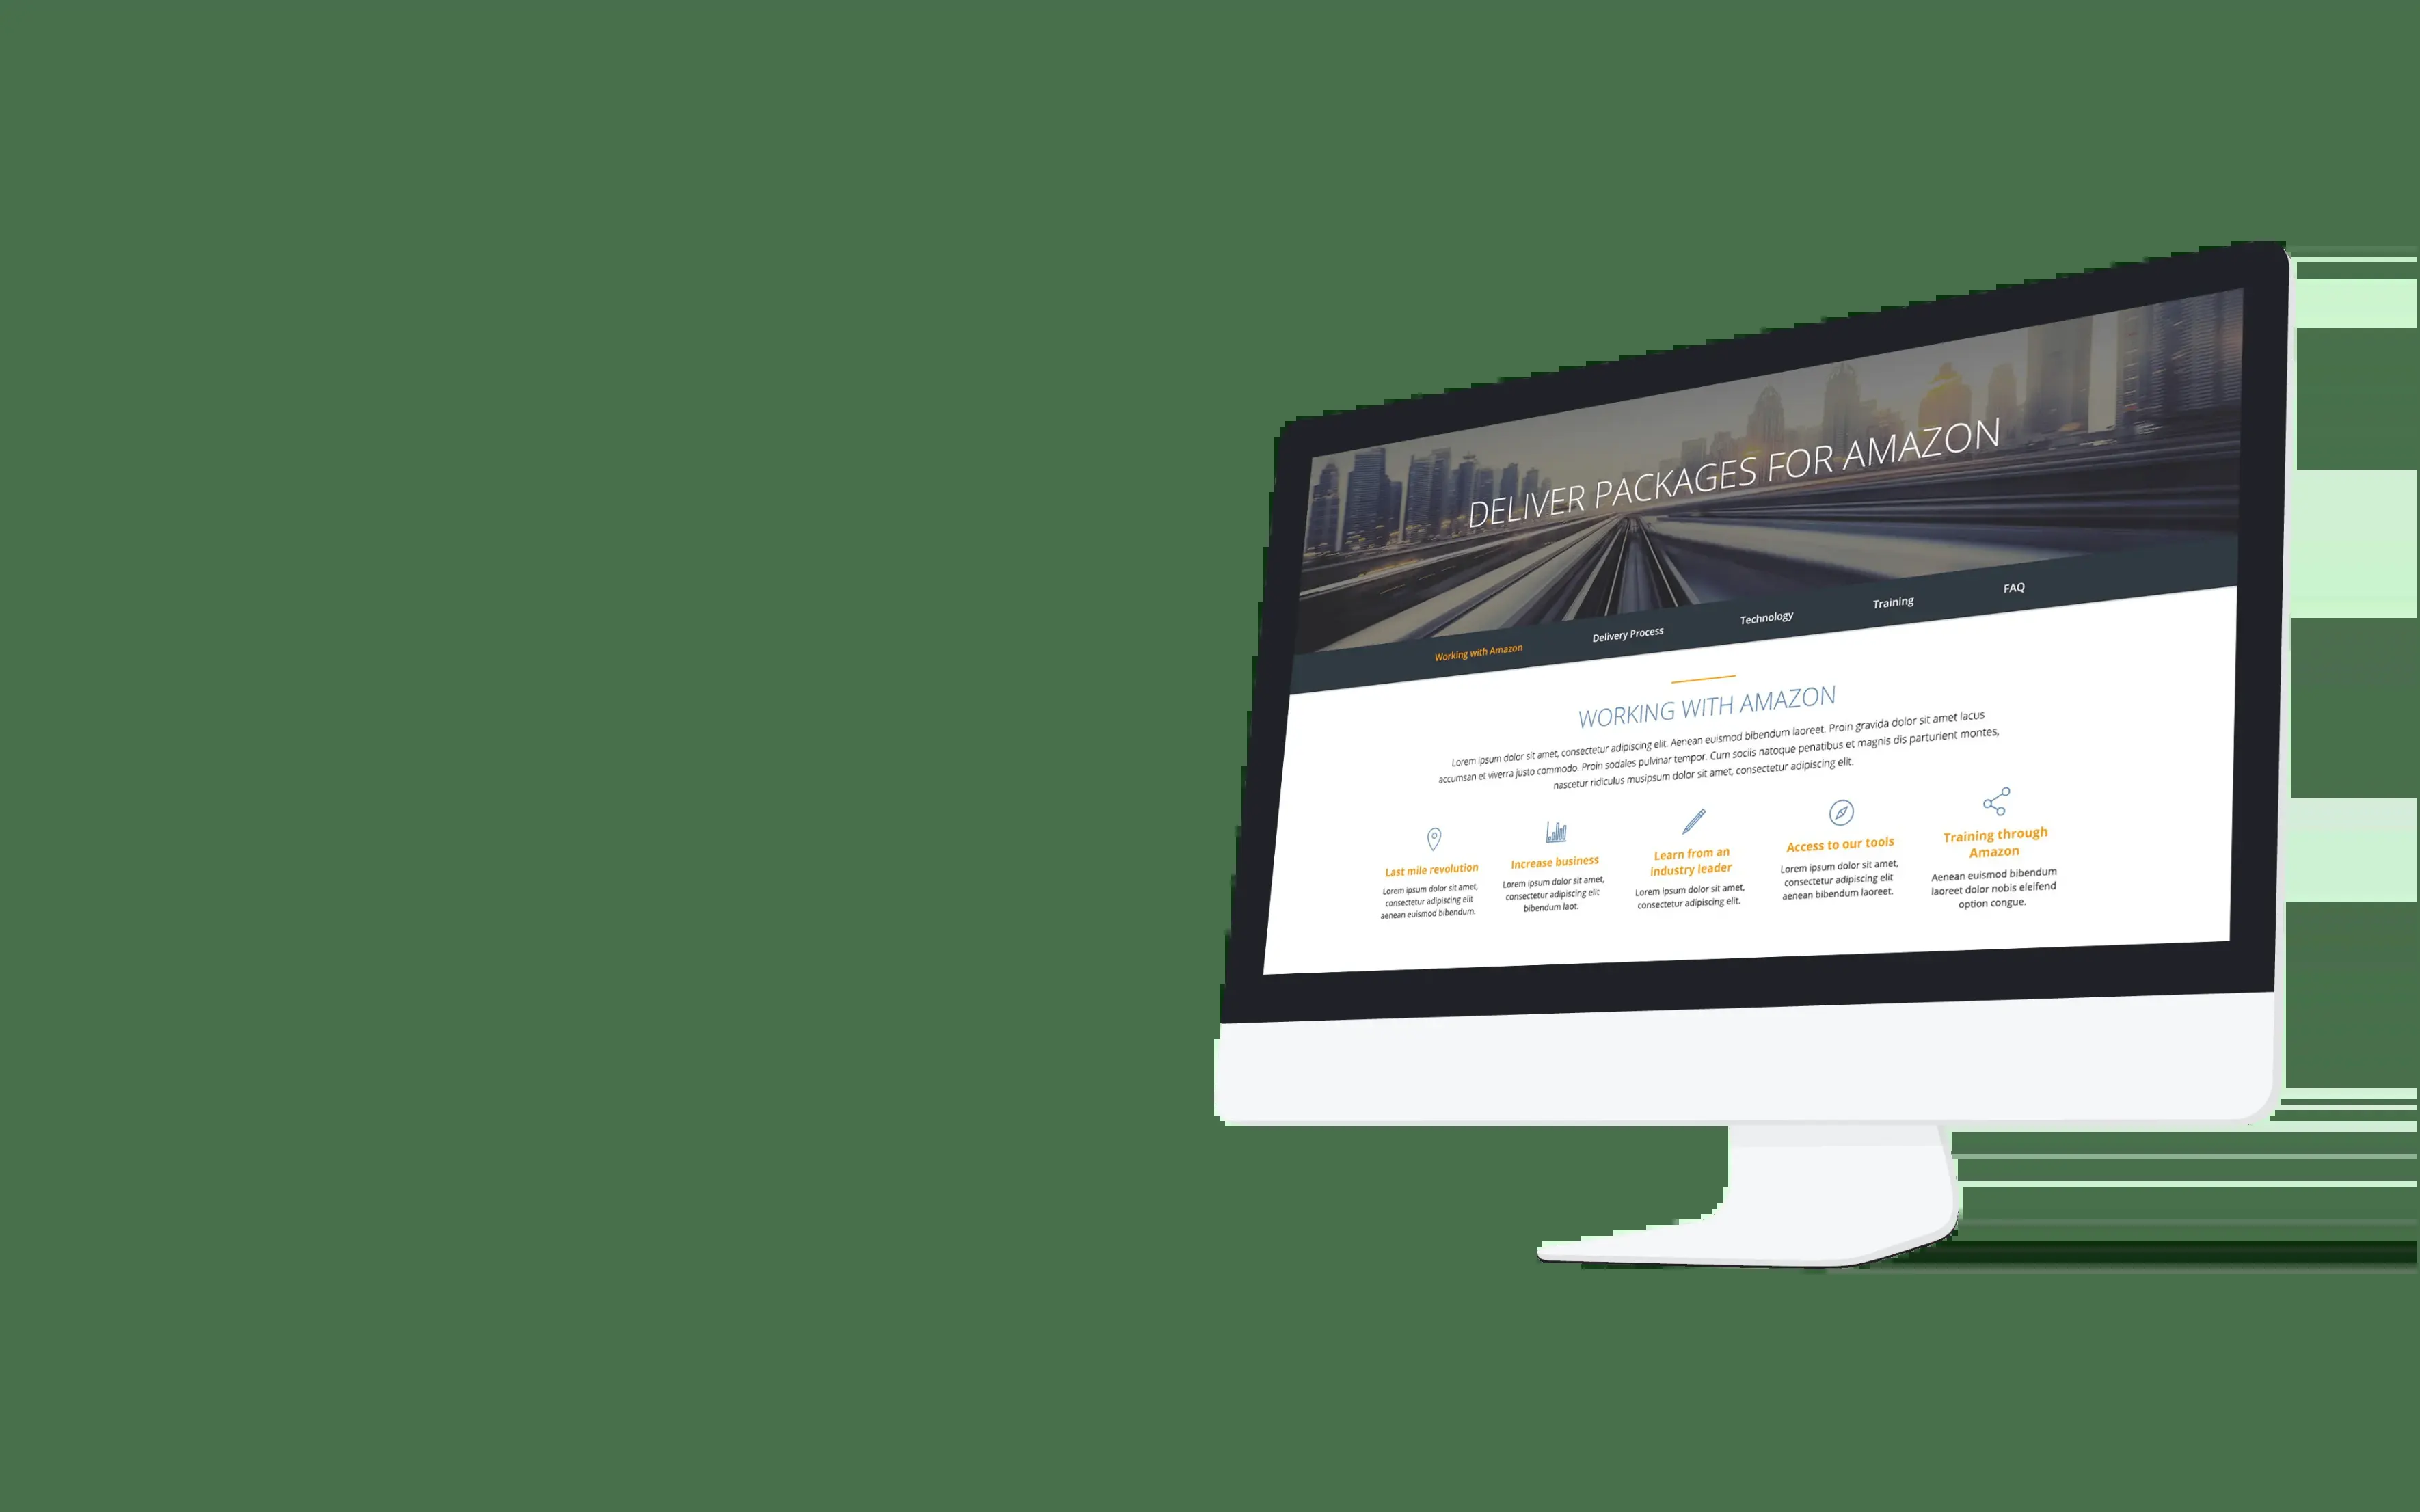 DELIVER PACKAGES FOR AMAZON
Working with Amazon
Delivery Process
Technology
Training
FAQ
WORKING WITH AMAZON
Lorem ipsum dolor sit amet, consectetur adipiscing elit. Aenean euismod bibendum laoreet. Proin gravida dolor sit amet lacus
accumsan et viverra justo commodo. Proin sodales pulvinar tempor. Cum sociis natoque penatibus et magnis dis parturient montes,
nascetur ridiculus musipsum dolor sit amet, consectetur adipiscing elit.
Last mile revolution
Lorem ipsum dolor sit amet,
consectetur adipiscing elit
aenean euismod bibendum.
Increase business
Lorem ipsum dolor sit amet,
consectetur adipiscing elit
bibendum laot.
Learn from an
industry leader
Lorem ipsum dolor sit amet,
consectetur adipiscing elit.
Access to our tools
Lorem ipsum dolor sit amet,
consectetur adipiscing elit
aenean bibendum laoreet.
Training through
Amazon
Aenean euismod bibendum
laoreet dolor nobis eleifend
option congue.